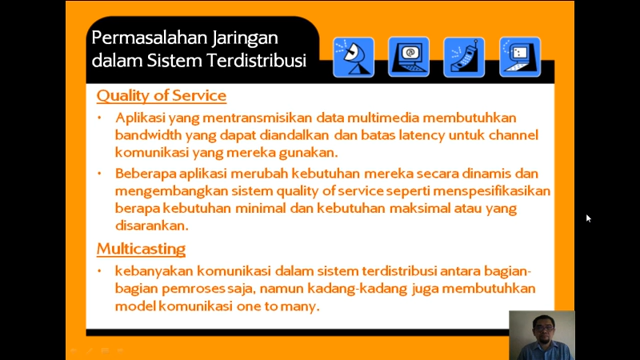 Permasalahan Jaringan
dalam Sistem Terdistribusi
Quality of Service
• Aplikasi yang mentransmisikan data multimedia membutuhkan
bandwidth yang dapat diandalkan dan batas latency untuk channel
komunikasi yang mereka gunakan.
• Beberapa aplikasi merubah kebutuhan mereka secara dinamis dan
mengembangkan sistem quality of service seperti menspesifikasikan
berapa kebutuhan minimal dan kebutuhan maksimal atau yang
disarankan.
Multicasting
• kebanyakan komunikasi dalam sistem terdistribusi antara bagian-
bagian pemroses saja, namun kadang-kadang juga membutuhkan
model komunikasi one to many.